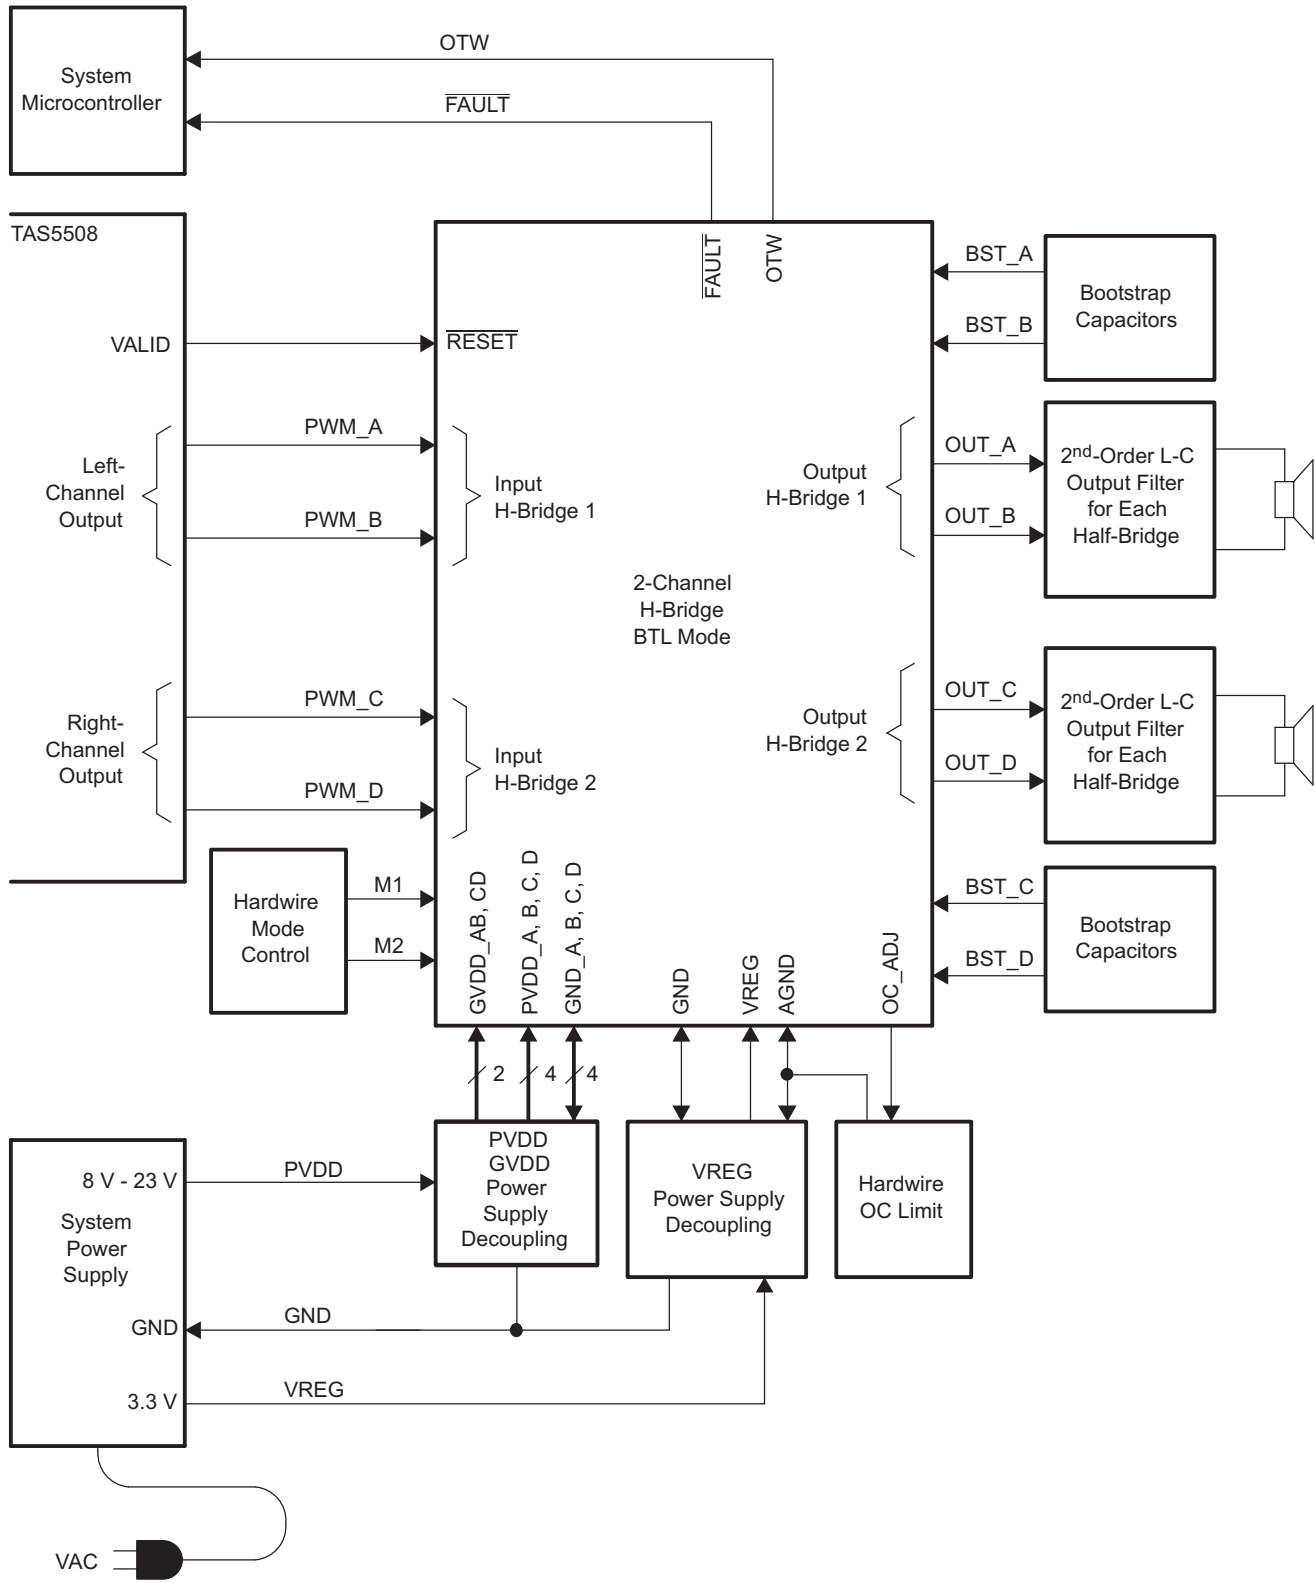 OTW
System
Microcontroller
FAULT
TAS5508
FAULT
OTW
BST_A
Bootstrap
Capacitors
VALID
RESET
BST_B
PWM_A
Left-
Channel
Output
Input
H-Bridge 1
PWM_B
Output
H-Bridge 1
OUT_A
OUT_B
2nd-Order L-C
Output Filter
for Each
Half-Bridge
2-Channel
H-Bridge
BTL Mode
PWM_C
Right-
Channel
Output
Input
H-Bridge 2
PWM_D
Output
H-Bridge 2
OUT_C
OUT_D
2nd-Order L-C
Output Filter
for Each
Half-Bridge
Hardwire
Mode
Control
M1
M2
GVDD_AB, CD
PVDD_A, B, C, D
GND_A, B, C, D
GND
VREG
AGND
OC_ADJ
BST_C
BST_D
Bootstrap
Capacitors
2
4
4
PVDD
GVDD
Power
Supply
Decoupling
VREG
Power Supply
Decoupling
Hardwire
OC Limit
8 V - 23 V
PVDD
System
Power
Supply
GND
GND
3.3 V
VREG
VAC